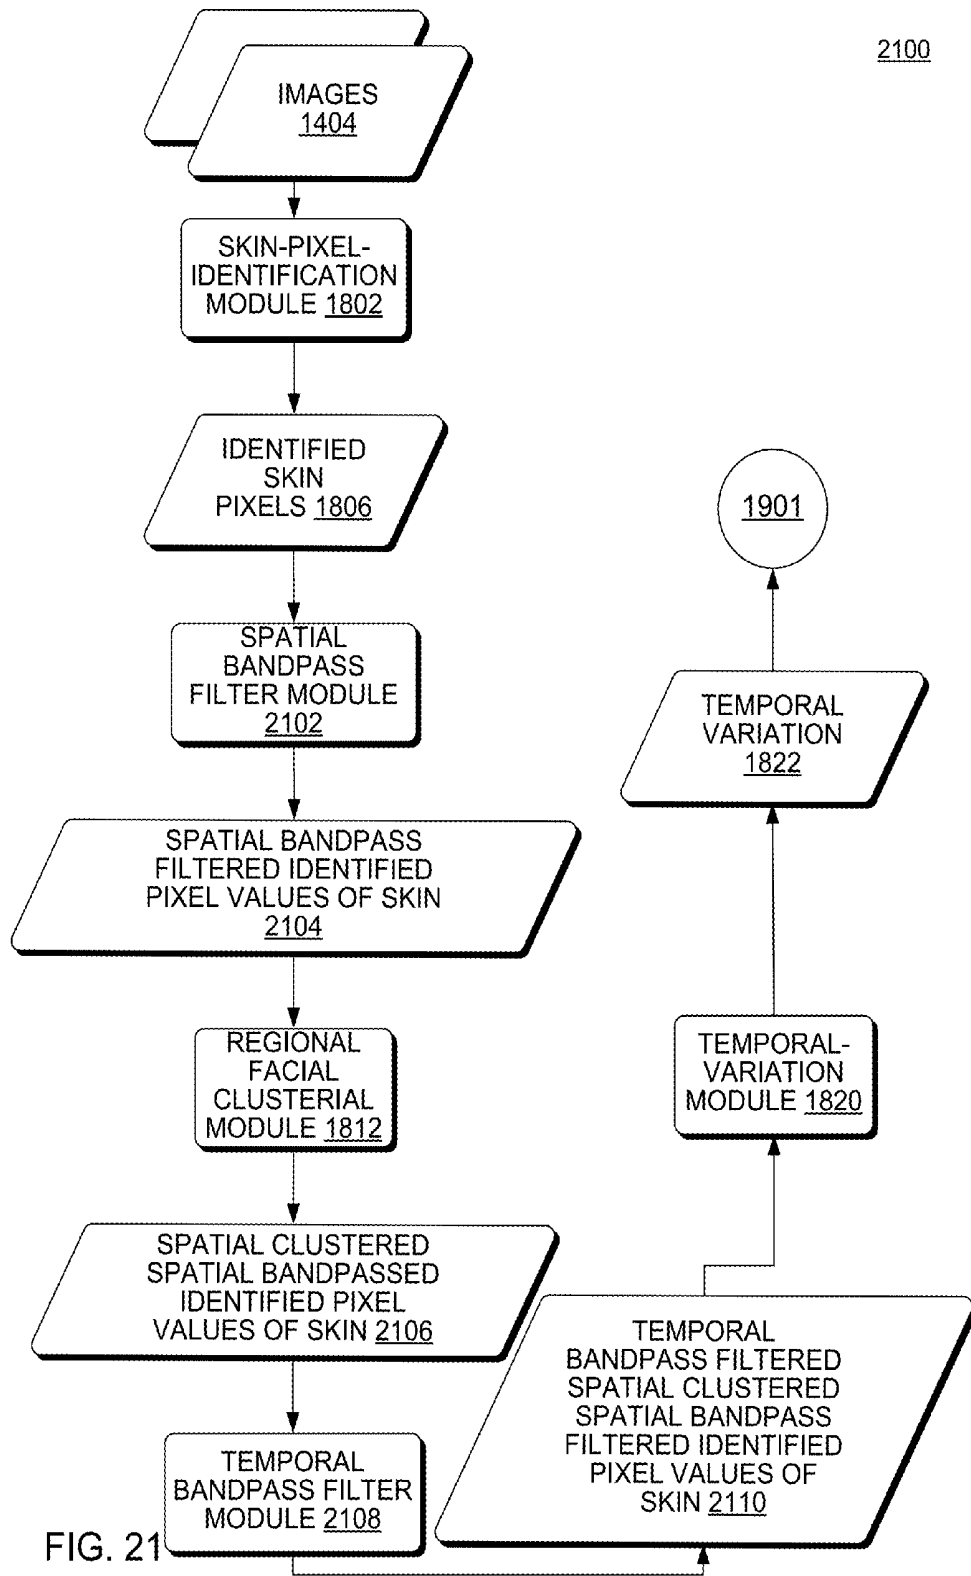 2100
IMAGES
1404
SKIN-PIXEL-
IDENTIFICATION
MODULE 1802
IDENTIFIED
SKIN
PIXELS 1806
SPATIAL
BANDPASS
FILTER MODULE
2102
SPATIAL BANDPASS
FILTERED IDENTIFIED
PIXEL VALUES OF SKIN
2104
REGIONAL
FACIAL
CLUSTERIAL
MODULE 1812
SPATIAL CLUSTERED
SPATIAL BANDPASSED
IDENTIFIED PIXEL
VALUES OF SKIN 2106
TEMPORAL
BANDPASS FILTER
MODULE 2108
TEMPORAL
BANDPASS FILTERED
SPATIAL CLUSTERED
SPATIAL BANDPASS
FILTERED IDENTIFIED
PIXEL VALUES OF
SKIN 2110
TEMPORAL-
VARIATION
MODULE 1820
TEMPORAL
VARIATION
1822
1901
FIG. 21